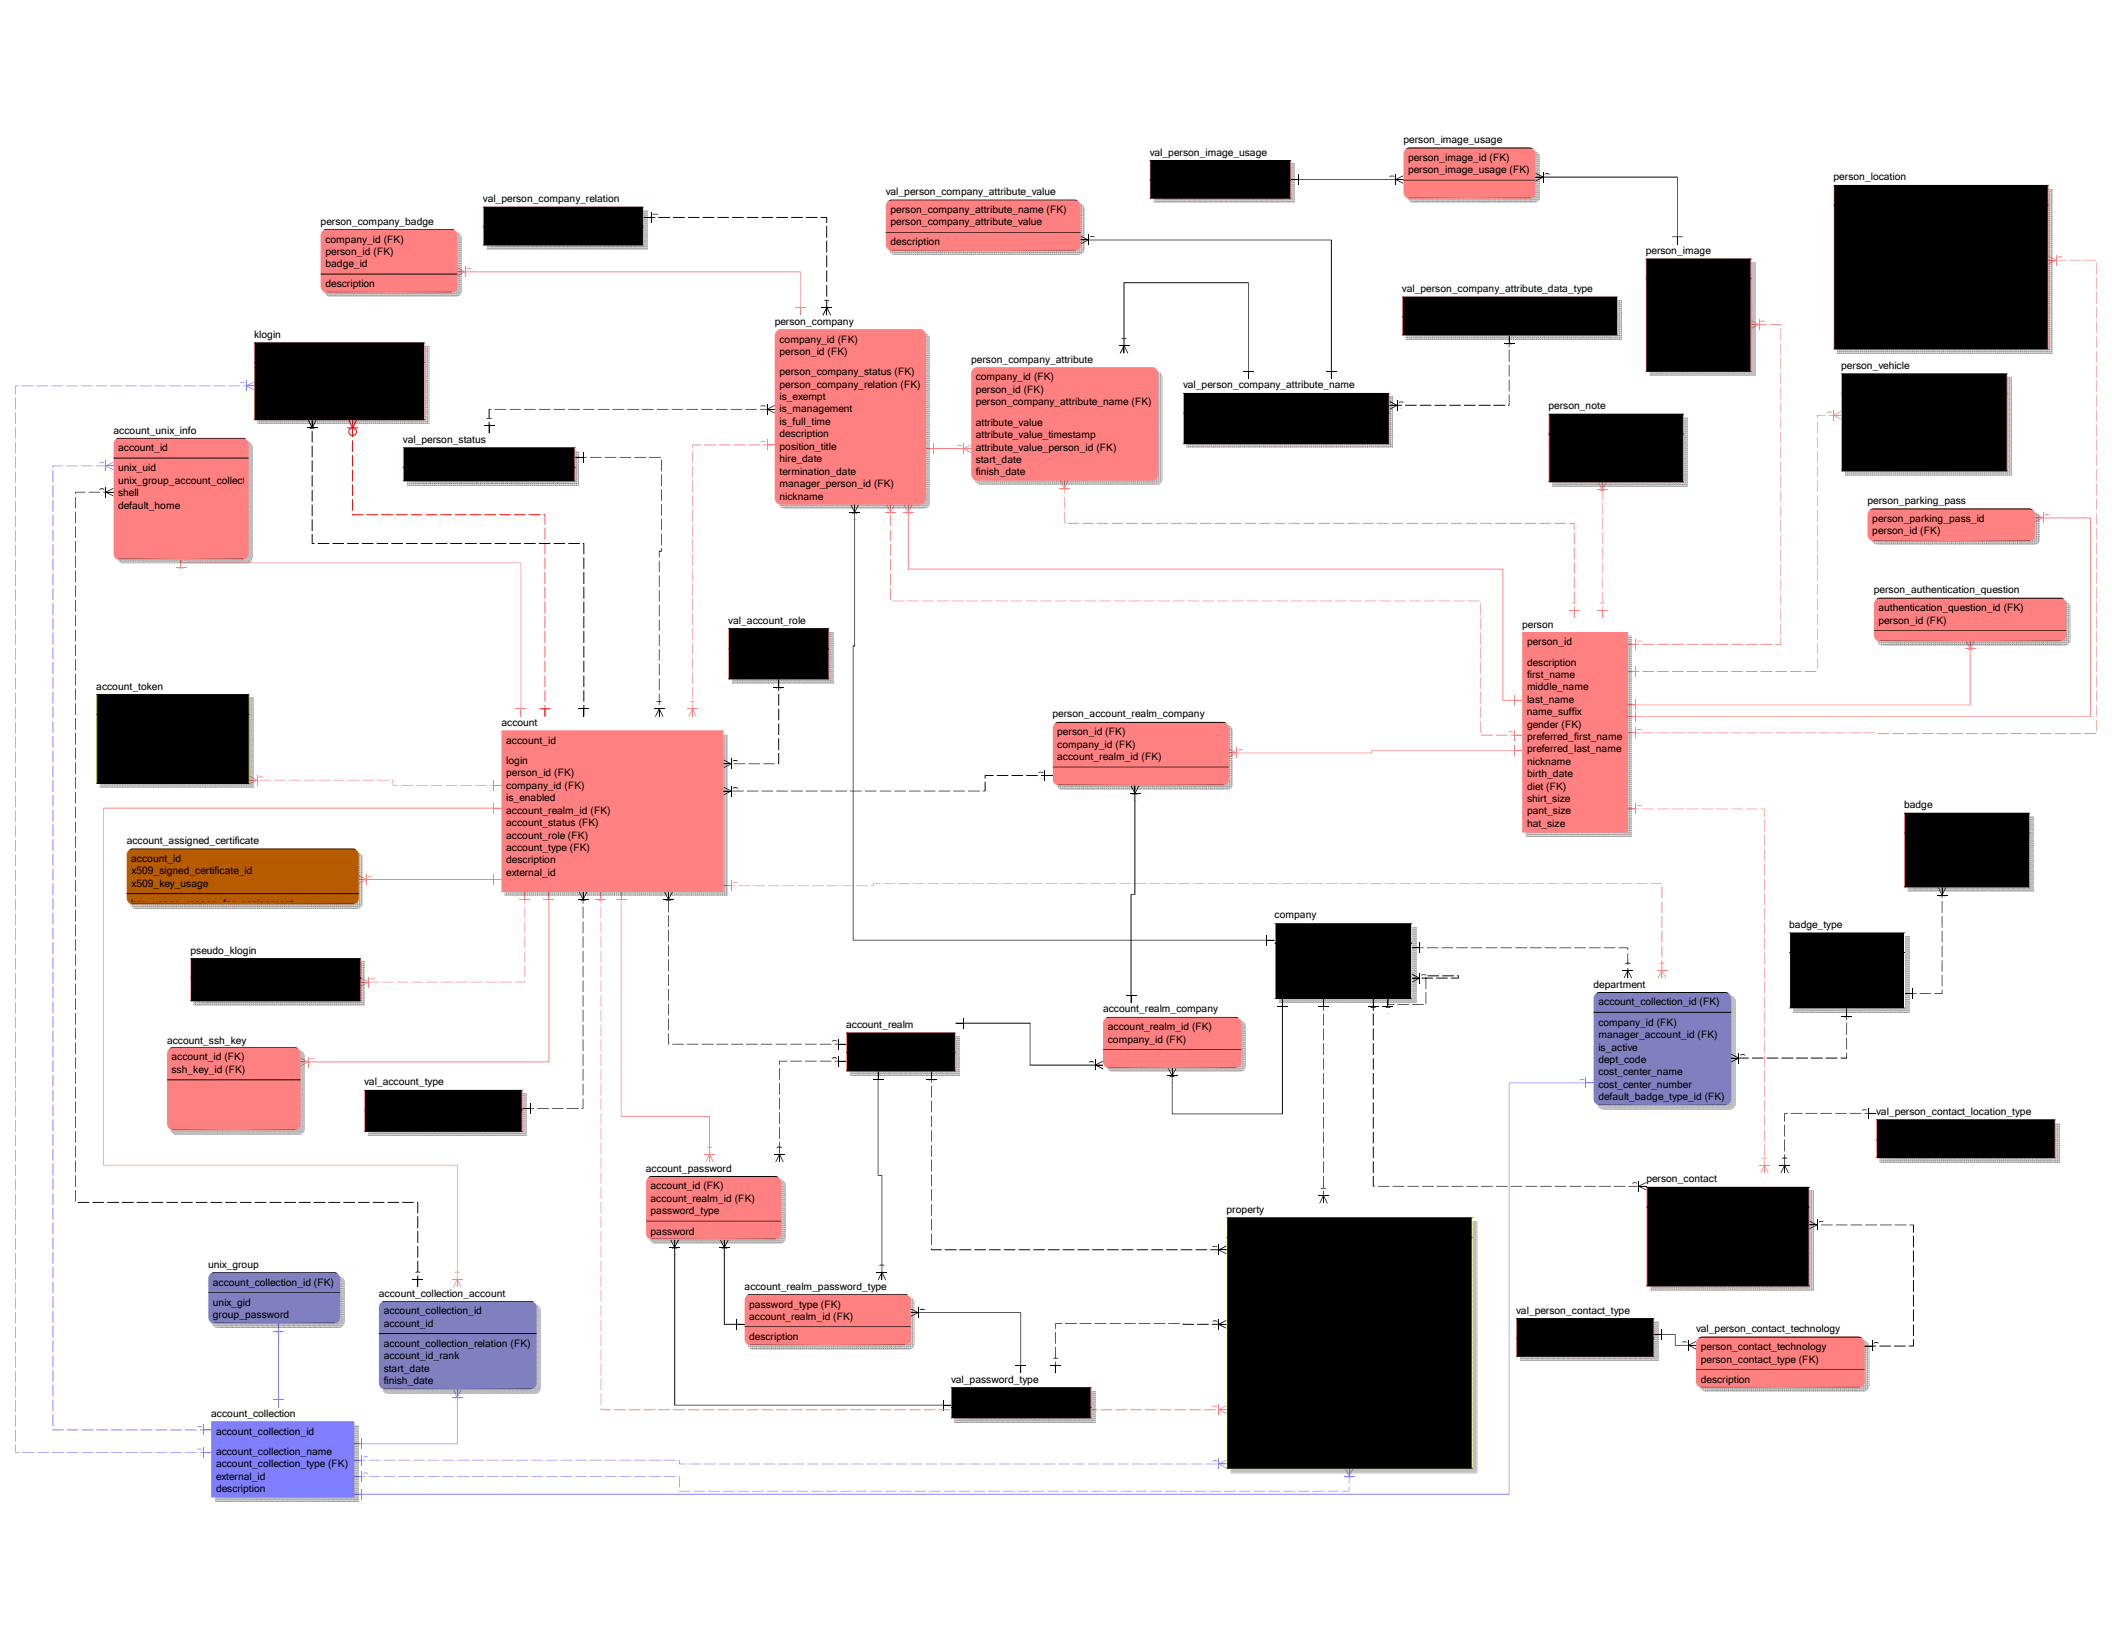 person_image_usage
person_image_id (FK)
person_image_usage (FK)
val_person_image_usage
person_location
val_person_company_attribute_value
person_company_attribute_name (FK)
person_company_attribute_value
description
val_person_company_relation
person_company_badge
company_id (FK)
person_id (FK)
badge_id
description
person_image
val_person_company_attribute_data_type
person_company
company_id (FK)
person_id (FK)
person_company_status (FK)
person_company_relation (FK)
is_exempt
is_management
is_full_time
description
position_title
hire_date
termination_date
manager_person_id (FK)
nickname
klogin
person_company_attribute
company_id (FK)
person_id (FK)
person_company_attribute_name (FK)
attribute_value
attribute_value_timestamp
attribute_value_person_id (FK)
start_date
finish_date
val_person_company_attribute_name
person_vehicle
person_note
account_unix_info
account_id
unix_uid
unix_group_account_collect
shell
default_home
val_person_status
person_parking_pass
person_parking_pass_id
person_id (FK)
person_authentication_question
authentication_question_id (FK)
person_id (FK)
val_account_role
person
person_id
description
first_name
middle_name
last_name
name_suffix
gender (FK)
preferred_first_name
preferred_last_name
nickname
birth_date
diet (FK)
shirt_size
pant_size
hat_size
account_token
account
account_id
login
person_id (FK)
company_id (FK)
is_enabled
account_realm_id (FK)
account_status (FK)
account_role (FK)
account_type (FK)
description
external_id
person_account_realm_company
person_id (FK)
company_id (FK)
account_realm_id (FK)
badge
account_assigned_certificate
account_id
x509_signed_certificate_id
x509_key_usage
company
badge_type
pseudo_klogin
department
account_collection_id (FK)
company_id (FK)
manager_account_id (FK)
is_active
dept_code
cost_center_name
cost_center_number
default_badge_type_id (FK)
account_realm_company
account_realm_id (FK)
company_id (FK)
account_realm
account_ssh_key
account_id (FK)
ssh_key_id (FK)
val_account_type
val_person_contact_location_type
account_password
account_id (FK)
account_realm_id (FK)
password_type
password
person_contact
property
unix_group
account_collection_id (FK)
unix_gid
group_password
account_collection_account
account_collection_id
account_id
account_collection_relation (FK)
account_id_rank
start_date
finish_date
account_realm_password_type
password_type (FK)
account_realm_id (FK)
description
val_person_contact_type
val_person_contact_technology
person_contact_technology
person_contact_type (FK)
description
val_password_type
account_collection
account_collection_id
account_collection_name
account_collection_type (FK)
external_id
description